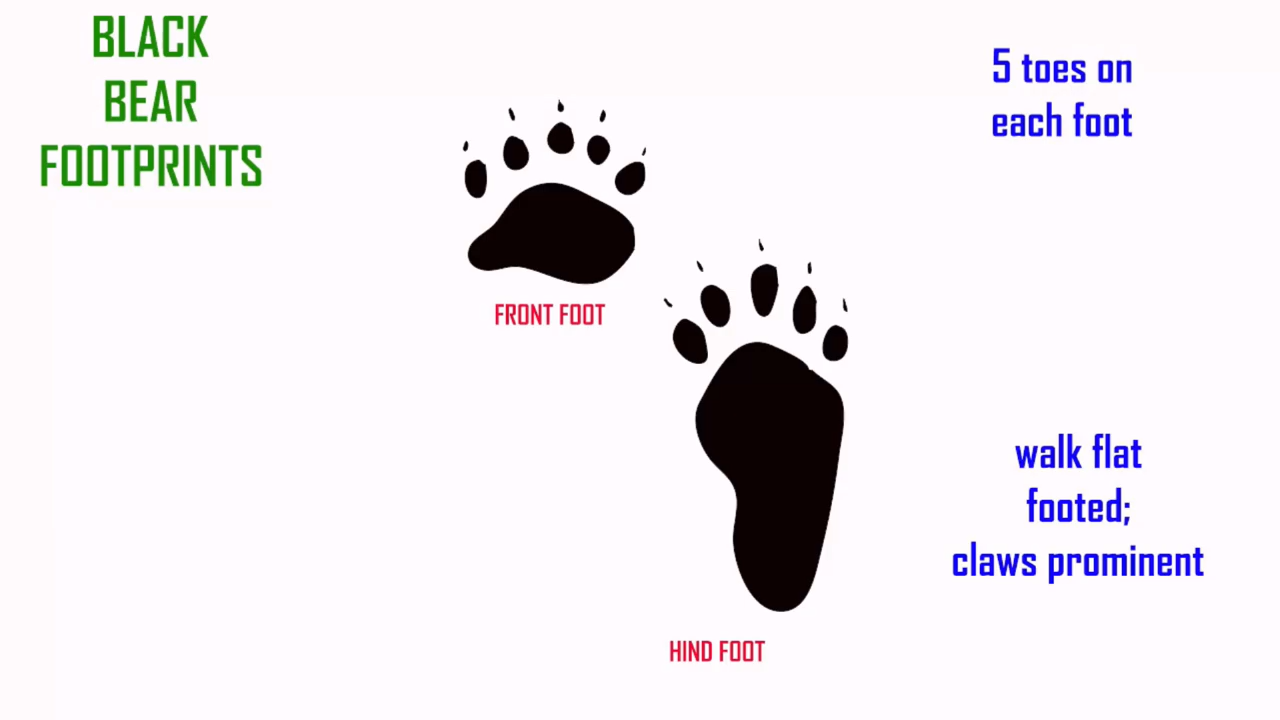 BLACK
BEAR
FOOTPRINTS
5 toes on
each foot
FRONT FOOT
walk flat
footed;
claws prominent
HIND FOOT